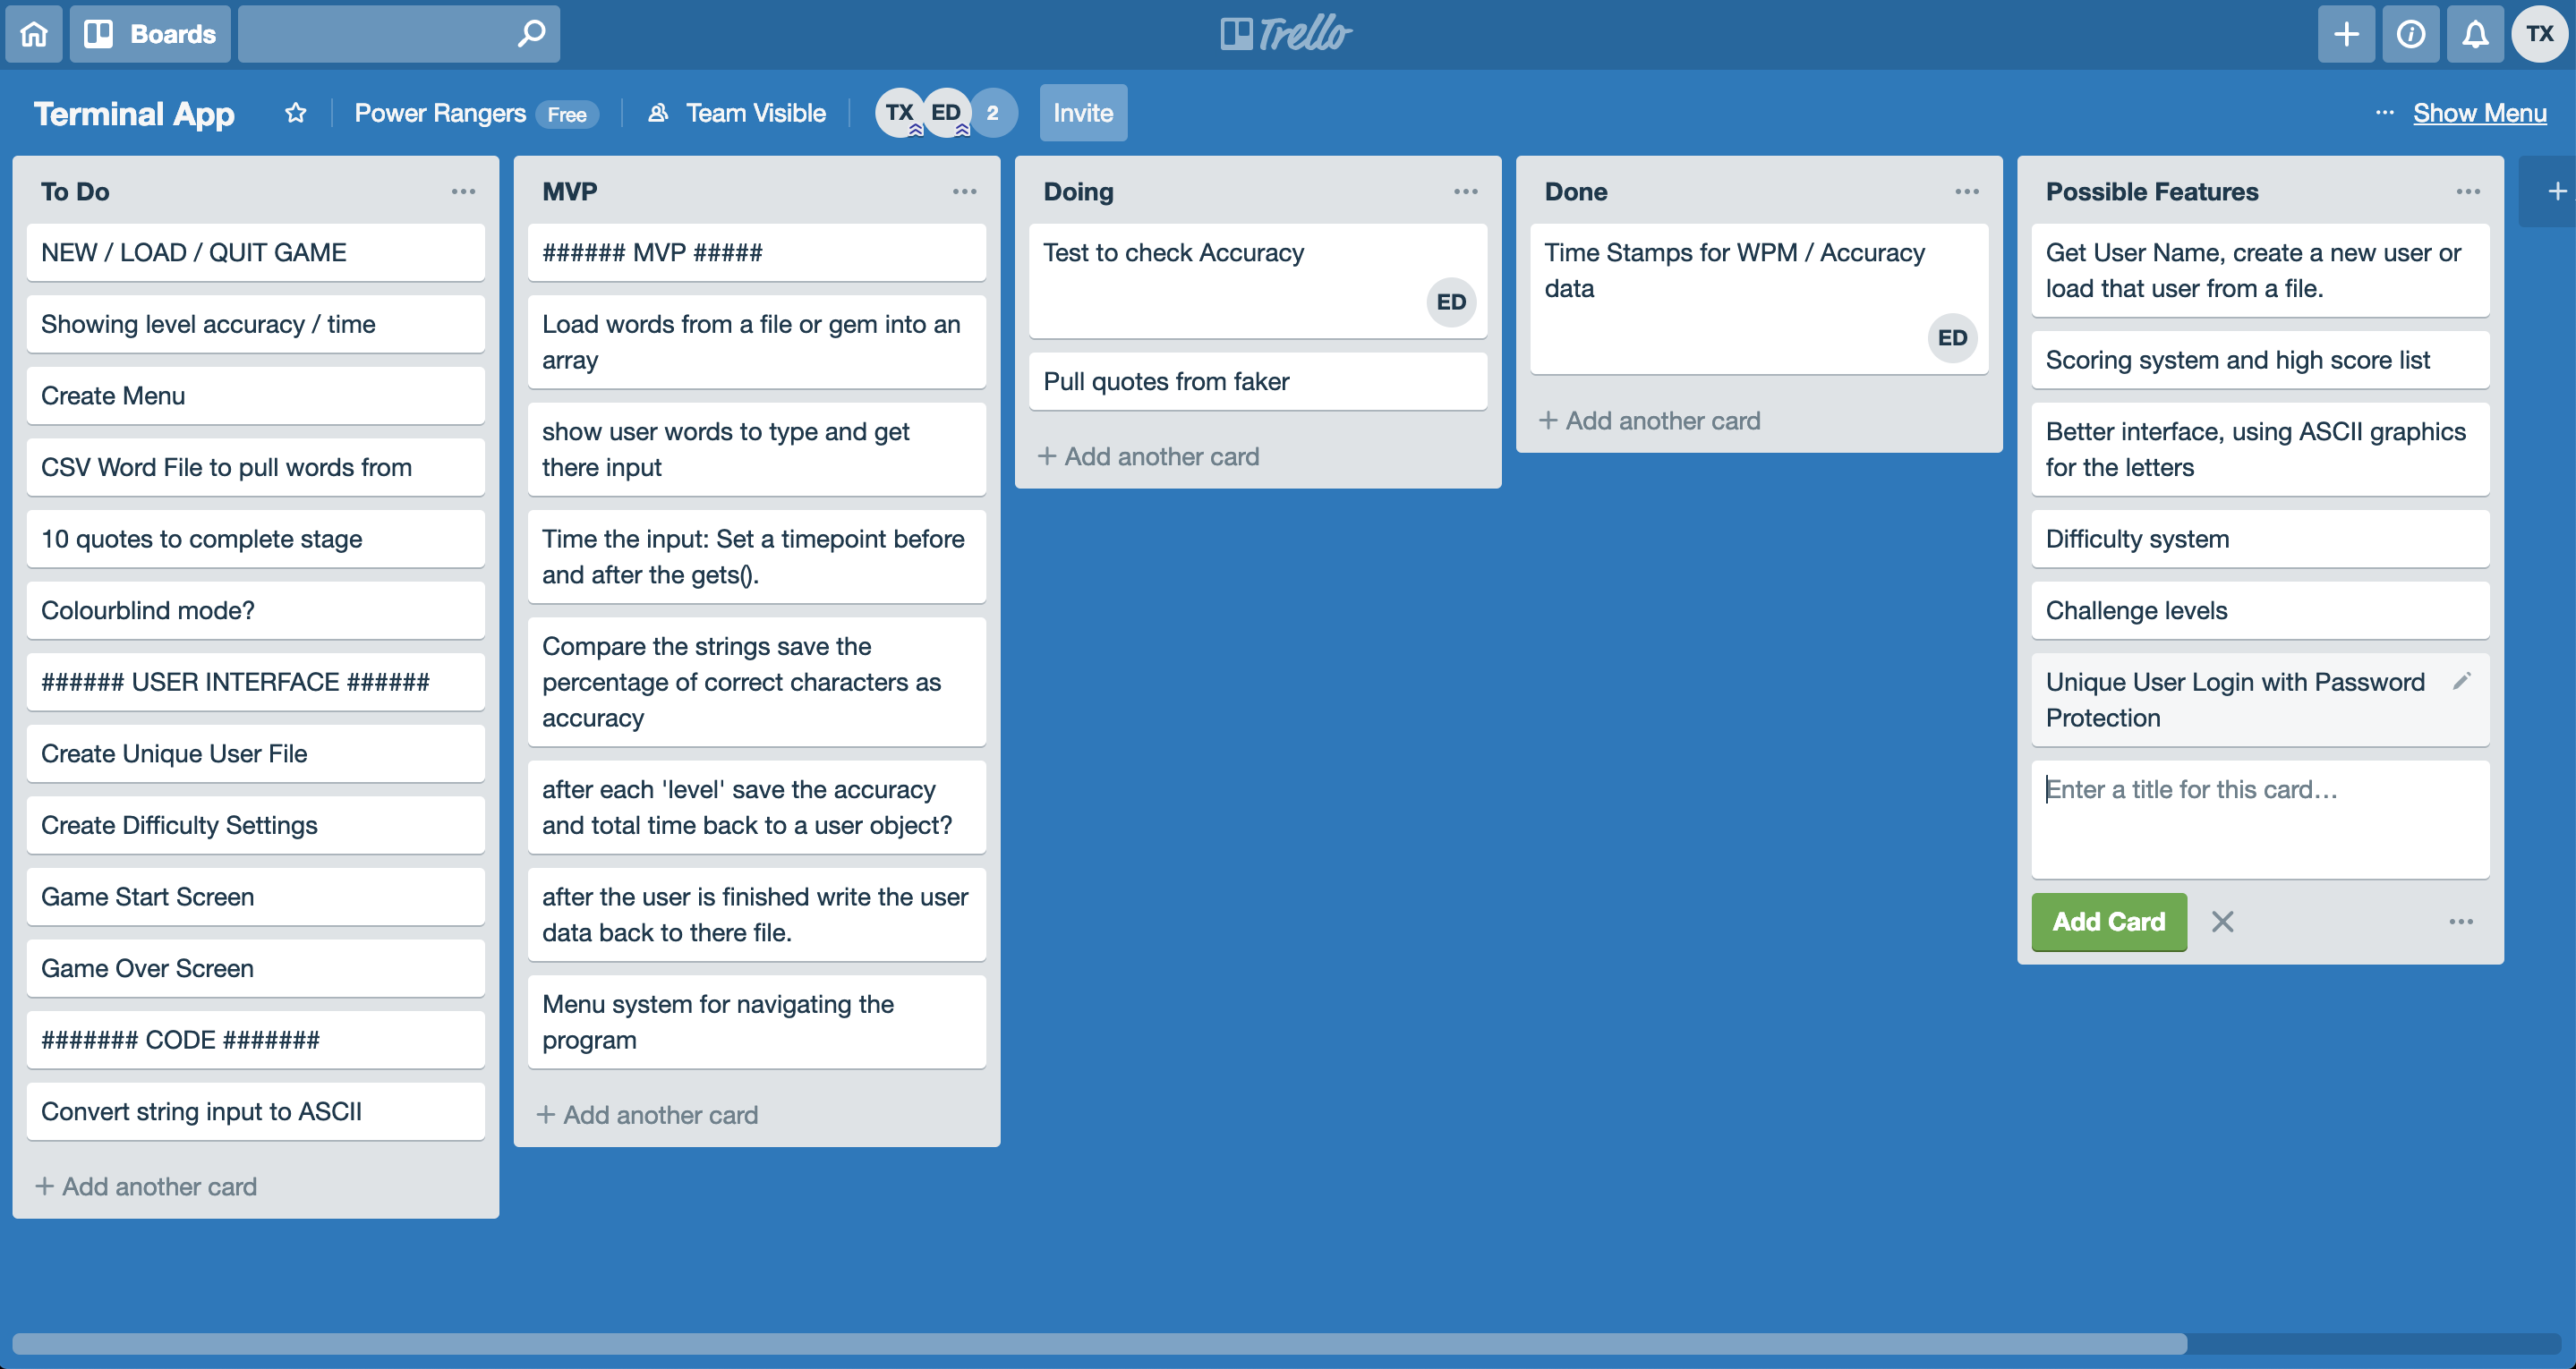 Boards
Trello
TX
Terminal App
Power Rangers Free
Team Visible
TX ED 2
Invite
... Show Menu
To Do
NEW / LOAD / QUIT GAME
Showing level accuracy / time
Create Menu
CSV Word File to pull words from
10 quotes to complete stage
Colourblind mode?
###### USER INTERFACE ######
Create Unique User File
Create Difficulty Settings
Game Start Screen
Game Over Screen
####### CODE #######
Convert string input to ASCII
+ Add another card
MVP
###### MVP #####
Load words from a file or gem into an
array
show user words to type and get
there input
Time the input: Set a timepoint before
and after the gets().
Compare the strings save the
percentage of correct characters as
accuracy
after each 'level' save the accuracy
and total time back to a user object?
after the user is finished write the user
data back to there file.
Menu system for navigating the
program
+ Add another card
Doing
Test to check Accuracy
ED
Pull quotes from faker
+ Add another card
Done
Time Stamps for WPM / Accuracy
data
ED
+ Add another card
Possible Features
Get User Name, create a new user or
load that user from a file.
Scoring system and high score list
Better interface, using ASCII graphics
for the letters
Difficulty system
Challenge levels
Unique User Login with Password
Protection
Enter a title for this card...
Add Card